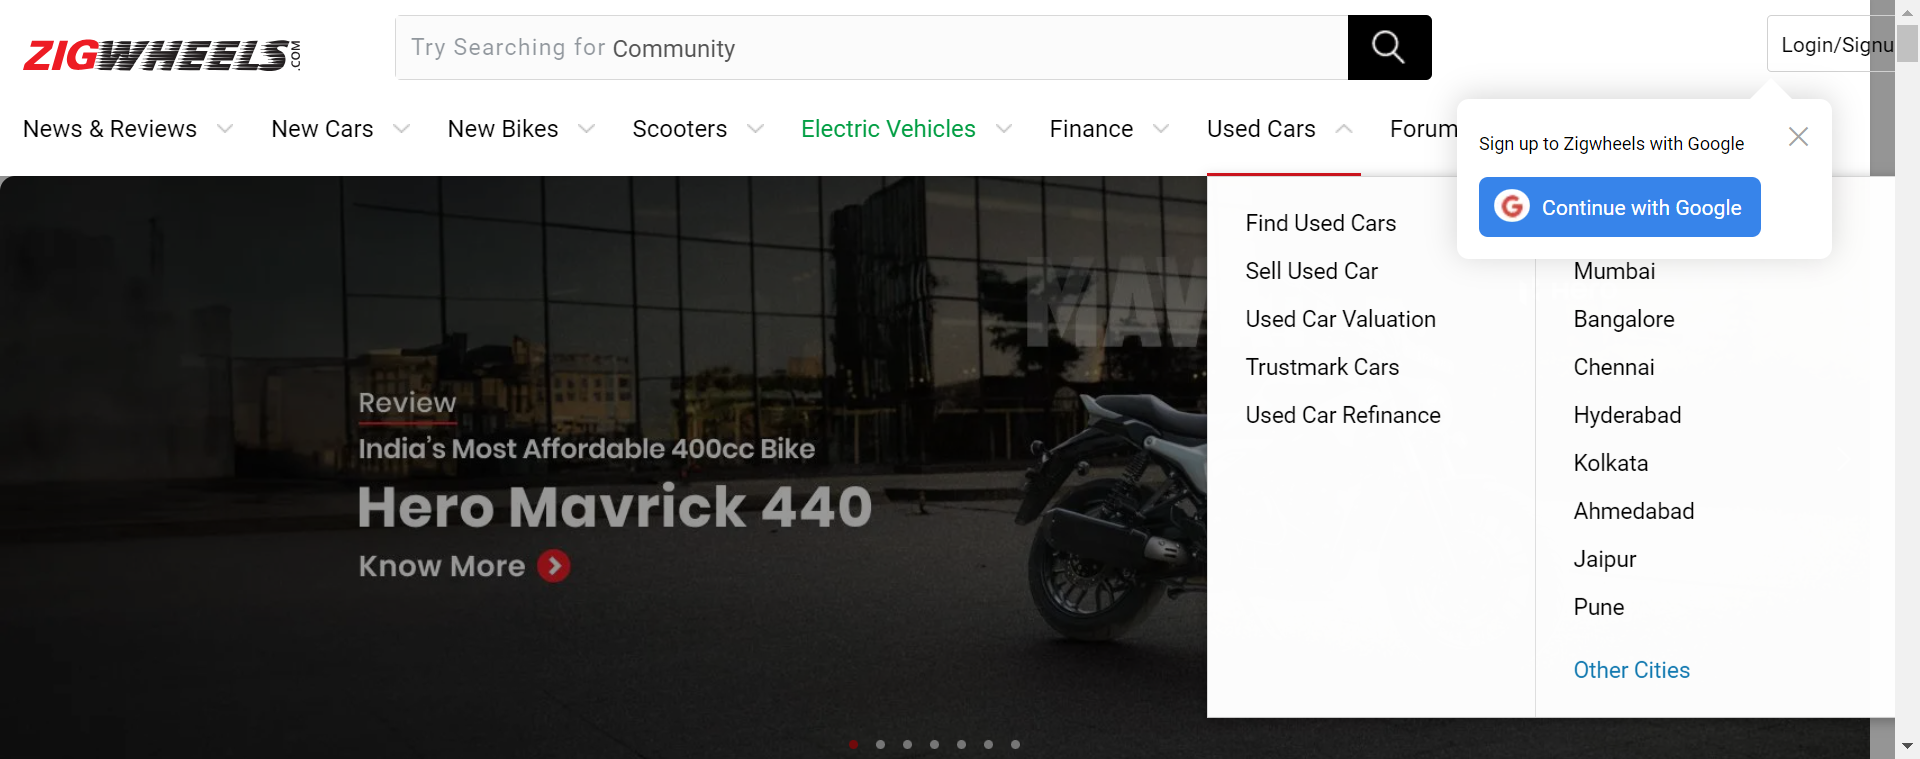 ZIGWHEELS.COM
Try Searching for Community
Login/Signu
News & Reviews
New Cars
New Bikes
Scooters
Electric Vehicles
Finance
Used Cars
Forum
Sign up to Zigwheels with Google
Continue with Google
Find Used Cars
Sell Used Car
Used Car Valuation
Trustmark Cars
Used Car Refinance
Mumbai
Bangalore
Chennai
Hyderabad
Kolkata
Ahmedabad
Jaipur
Pune
Other Cities
MAV
Review
India's Most Affordable 400cc Bike
Hero Mavrick 440
Know More